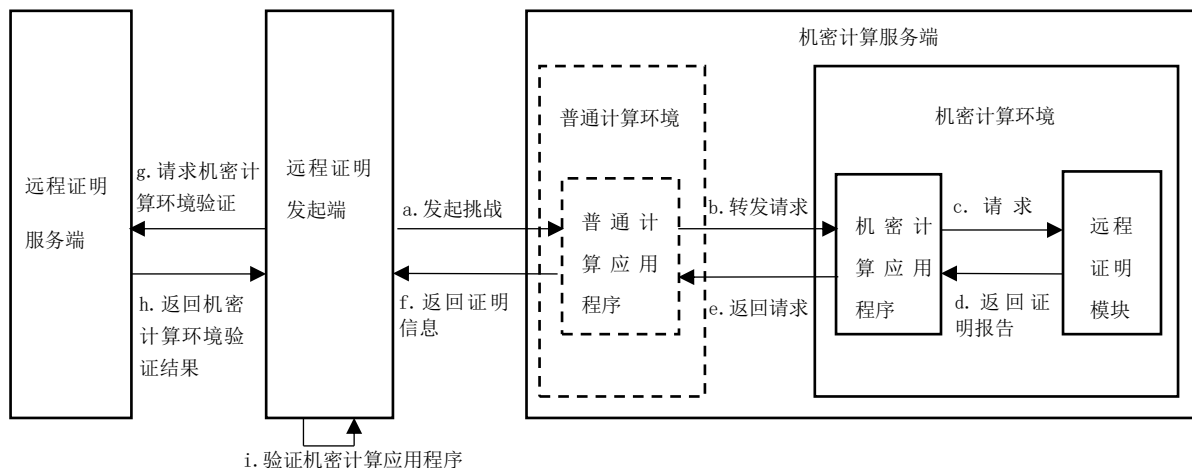 机密计算服务端
普通计算环境
机密计算环境
远程证明
服务端
g.请求机密计
算环境验证
h.返回机密
计算环境验
证结果
远程证明
发起端
a.发起挑战
f.返回证明
信息
普通计
算应用
程序
b.转发请求
e.返回请求
机密计
算应用
程序
c. 请求
d. 返回证
明报告
远程
证明
模块
i.验证机密计算应用程序